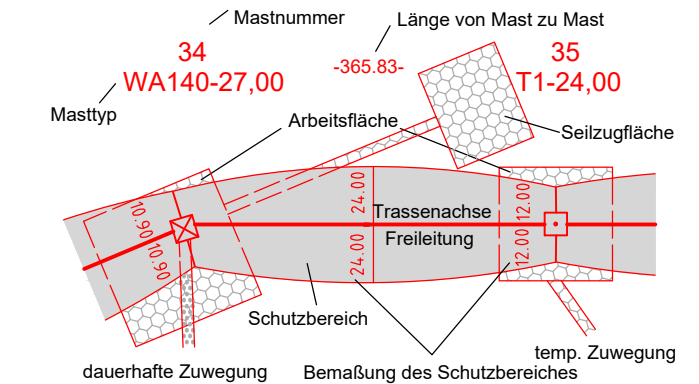 Mastnummer
Länge von Mast zu Mast
34
-365.83-
35
WA140-27,00
T1-24,00
Masttyp
Arbeitsfläche
Seilzugfläche
10.90
24.00
12.00
Trassenachse
Freileitung
10.90
24.00
12.00
Schutzbereich
temp. Zuwegung
dauerhafte Zuwegung
Bemaßung des Schutzbereiches